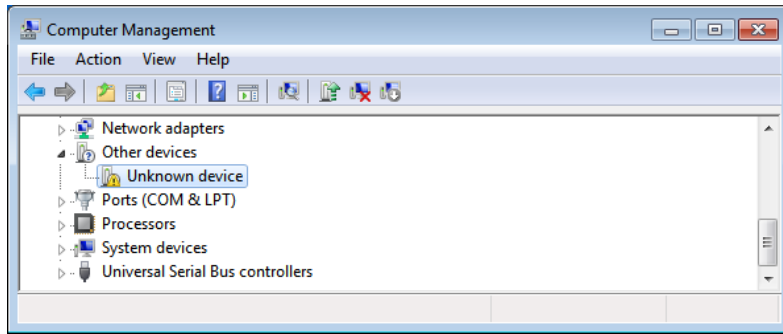 Computer Management
File Action View Help
Network adapters
Other devices
Unknown device
Ports (COM & LPT)
Processors
System devices
Universal Serial Bus controllers